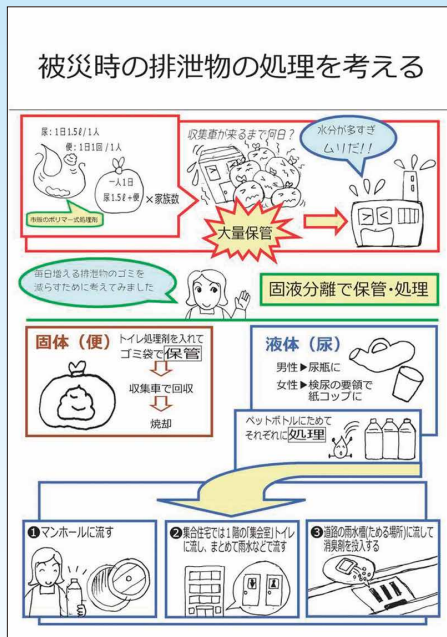 被災時の排泄物の処理を考える
尿:1日1.5ℓ/1人
便:1日1回/1人
市販のポリマー式処理剤
一人1日
尿1.5ℓ+便
×家族数
収集車が来るまで何日?
大量保管
水分が多すぎ
ムリだ!!
毎日増える排泄物のゴミを
減らすために考えてみました
固液分離で保管・処理
固体(便)
トイレ処理剤を入れて
ゴミ袋で保管
収集車で回収
焼却
液体(尿)
男性▶尿瓶に
女性▶検尿の要領で
紙コップに
ペットボトルにためて
それぞれに処理
❶マンホールに流す
❷集合住宅では1階の「集会室」トイレ
に流し、まとめて雨水などで流す
❸道路の雨水槽(ためる場所)に流して
消臭剤を投入する